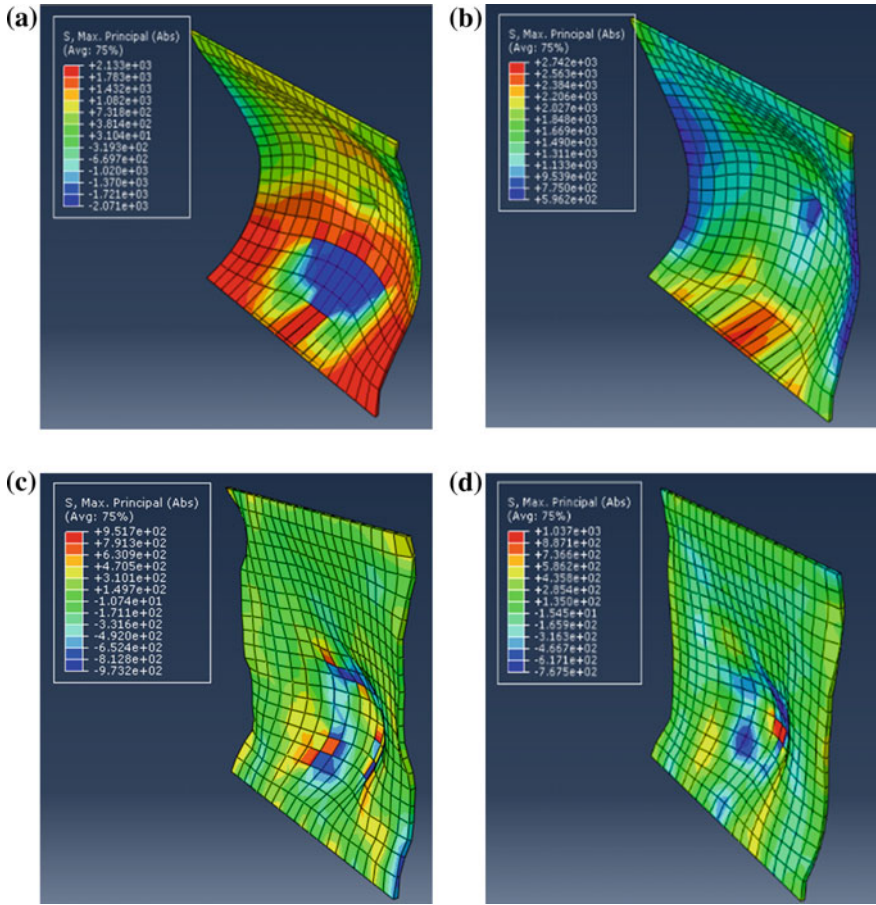 (a)
S, Max. Principal (Abs)
(Avg: 75%)
+2.133e+03
+1.783e+03
+1.432e+03
+1.082e+03
+7.318e+02
+3.814e+02
+3.104e+01
-3.193e+02
-6.697e+02
-1.020e+03
-1.370e+03
-1.721e+03
-2.071e+03
(b)
S, Max. Principal (Abs)
(Avg: 75%)
+2.742e+03
+2.563e+03
+2.384e+03
+2.206e+03
+2.027e+03
+1.848e+03
+1.669e+03
+1.490e+03
+1.311e+03
+1.133e+03
+9.539e+02
+7.750e+02
+5.962e+02
(c)
S, Max. Principal (Abs)
(Avg: 75%)
+9.517e+02
+7.913e+02
+6.309e+02
+4.705e+02
+3.101e+02
+1.497e+02
-1.074e+01
-1.711e+02
-3.316e+02
-4.920e+02
-6.524e+02
-8.128e+02
-9.732e+02
(d)
S, Max. Principal (Abs)
(Avg: 75%)
+1.037e+03
+8.871e+02
+7.366e+02
+5.862e+02
+4.358e+02
+2.854e+02
+1.350e+02
-1.545e+01
-1.659e+02
-3.163e+02
-4.667e+02
-6.171e+02
-7.675e+02